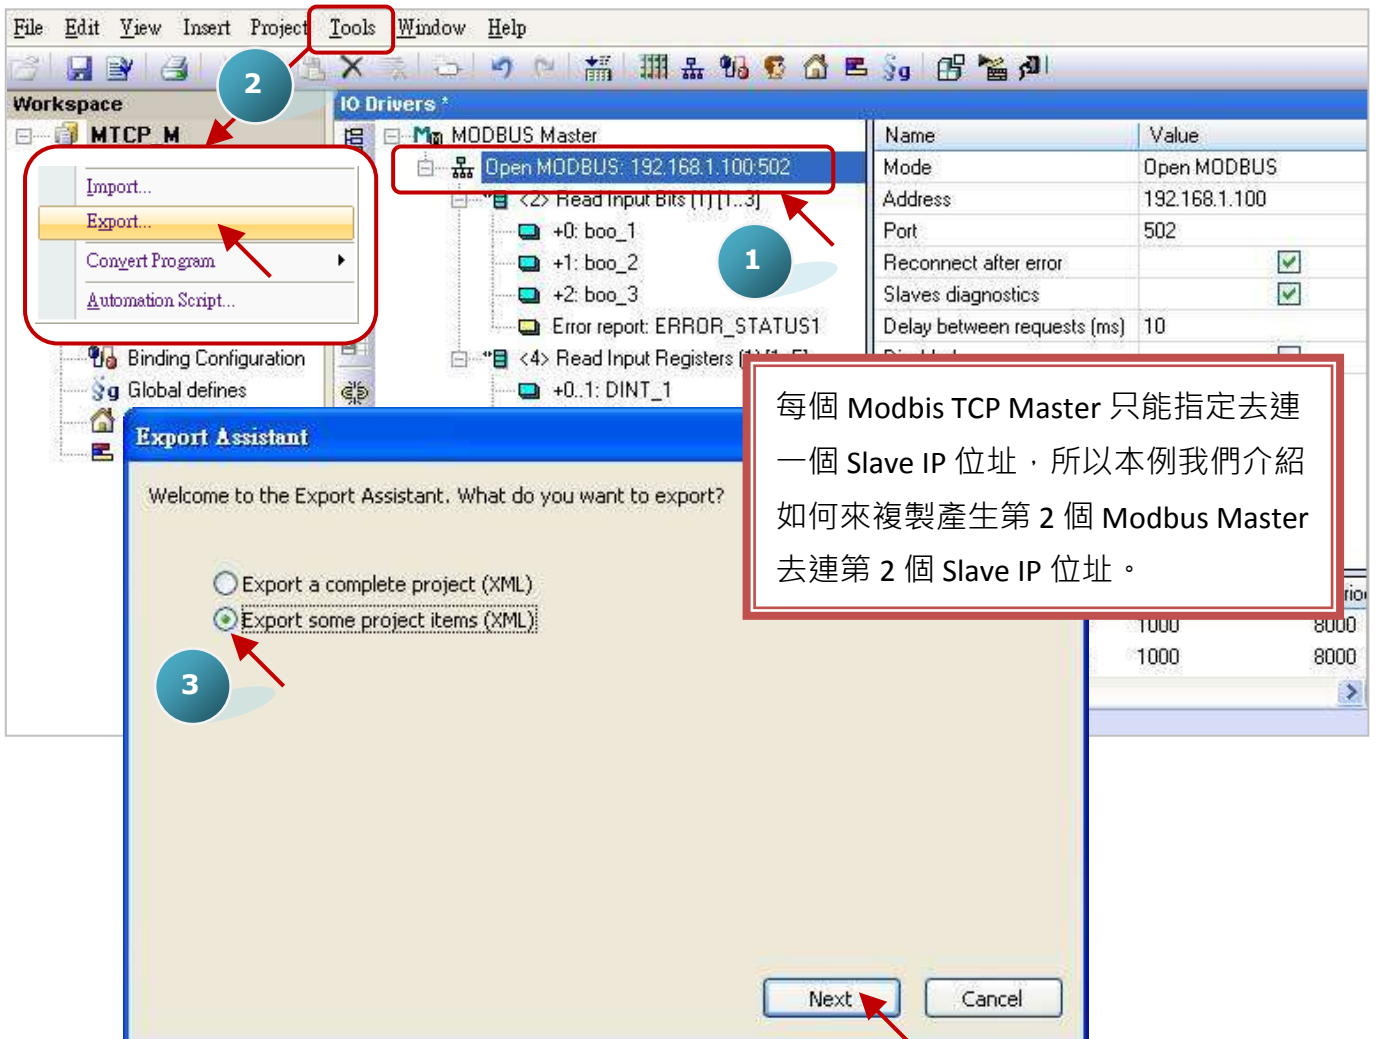 File Edit View Insert Project Tools Window Help
2
Workspace
IO Drivers *
MTCP_M
MODBUS Master
Name Value
Open MODBUS: 192.168.1.100:502
Mode Open MODBUS
Import...
<2> Read Input Bits (1) [1..3]
Address 192.168.1.100
Export...
+0: boo_1
Port 502
Convert Program
+1: boo_2
1
Reconnect after error
Automation Script...
+2: boo_3
Slaves diagnostics
Error report: ERROR_STATUS1
Delay between requests (ms) 10
Binding Configuration
<4> Read Input Registers (1) [1..5]
Global defines
+0..1: DINT_1
每個 Modbis TCP Master 只能指定去連
一個 Slave IP 位址，所以本例我們介紹
如何來複製產生第 2 個 Modbus Master
去連第 2 個 Slave IP 位址。
Export Assistant
Welcome to the Export Assistant. What do you want to export?
Export a complete project (XML)
Export some project items (XML)
3
1000 8000
1000 8000
Next Cancel